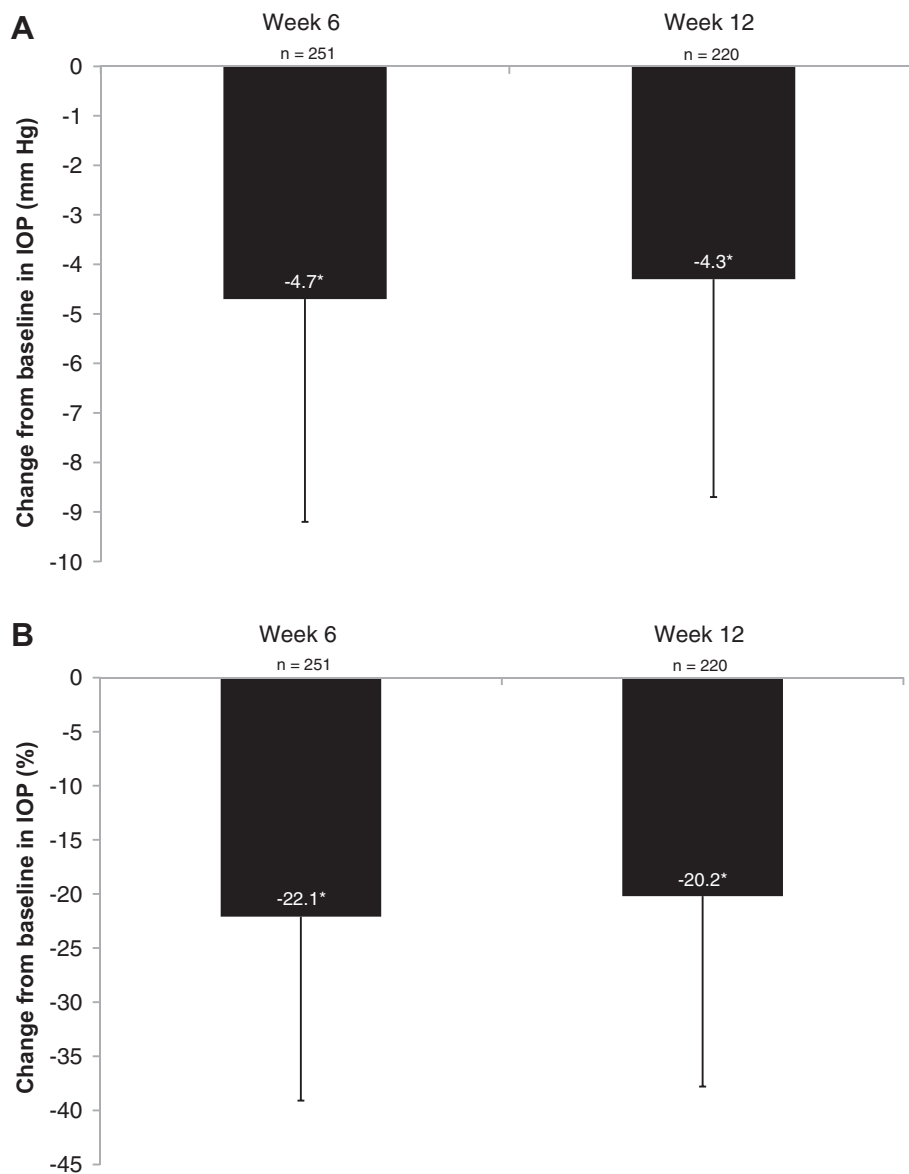 A
Week 6
Week 12
n = 251
n = 220
Change from baseline in IOP (mm Hg)
0
-1
-2
-3
-4
-5
-6
-7
-8
-9
-10
-4.7*
-4.3*
B
Week 6
Week 12
n = 251
n = 220
Change from baseline in IOP (%)
0
-5
-10
-15
-20
-25
-30
-35
-40
-45
-22.1*
-20.2*